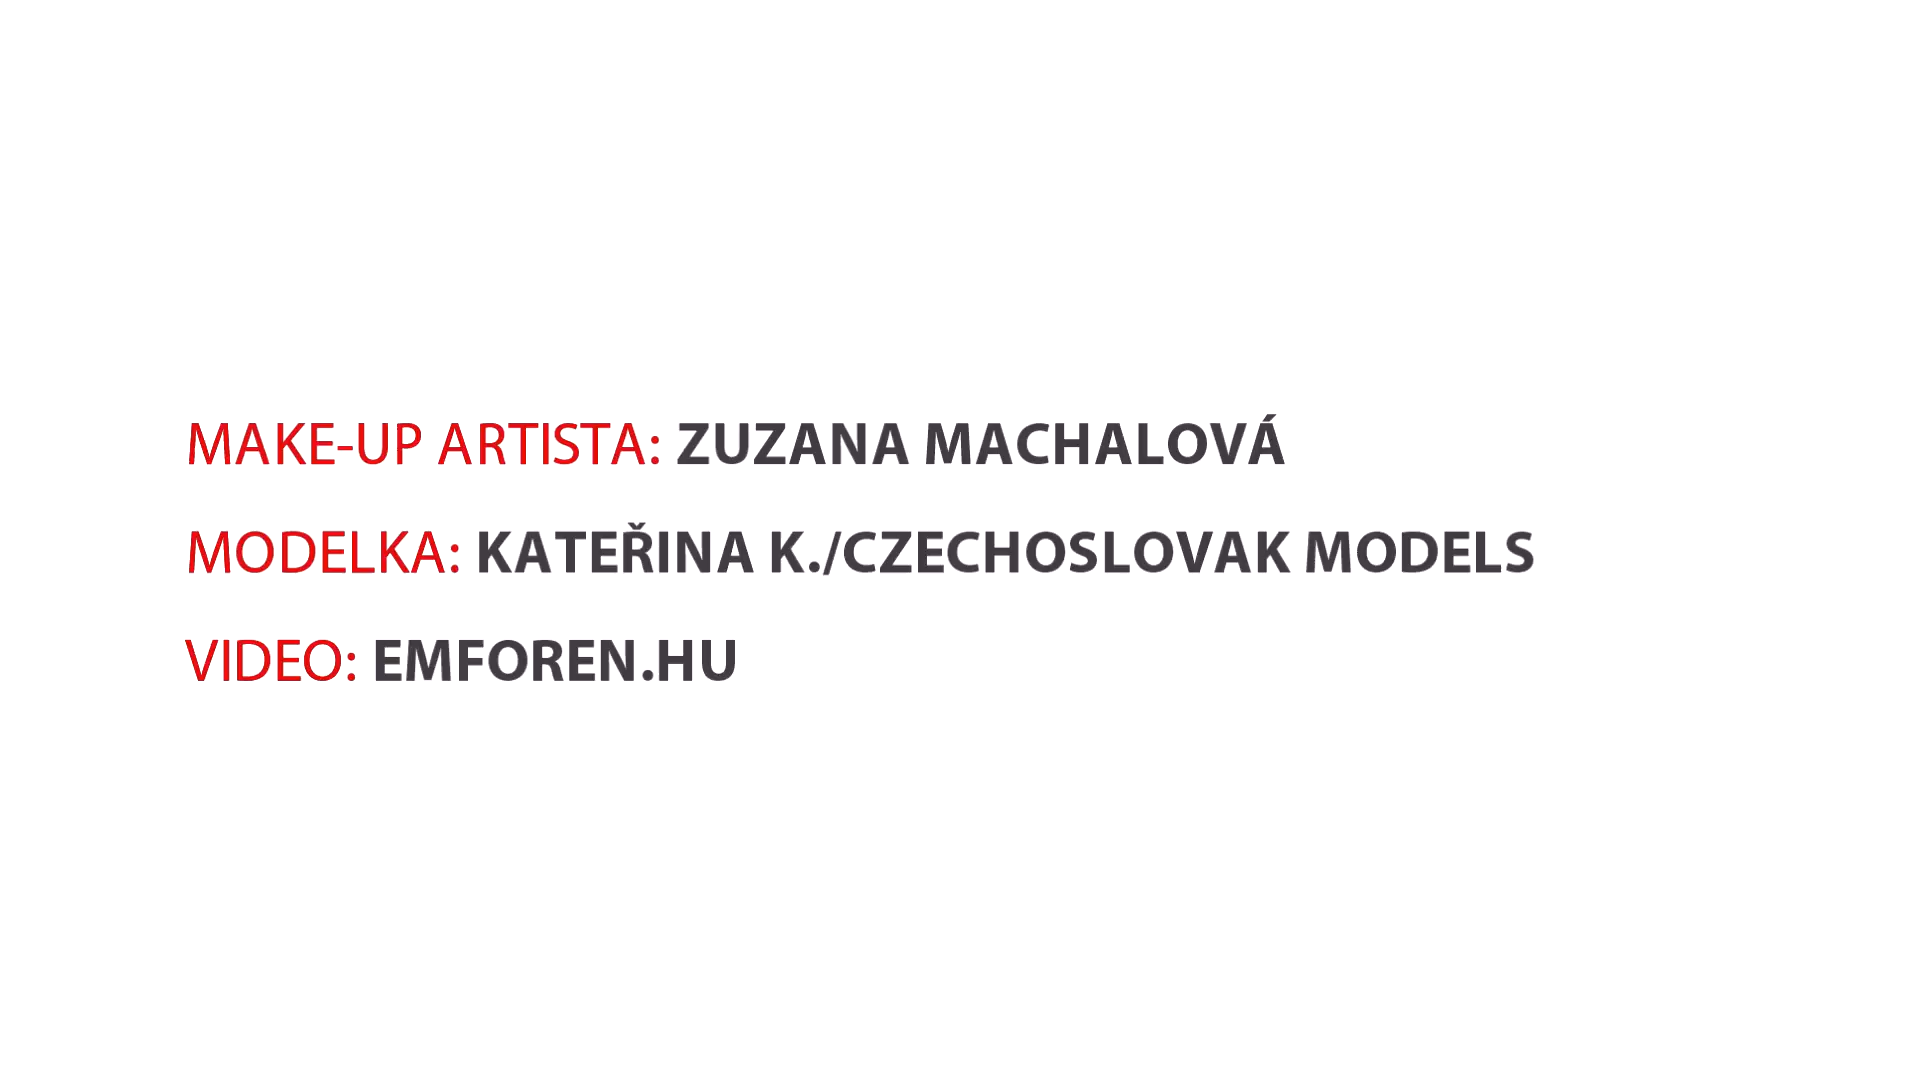 MAKE-UP ARTISTA: ZUZANA MACHALOVÁ
MODELKA: KATEŘINA K./CZECHOSLOVAK MODELS
VIDEO: EMFOREN.HU